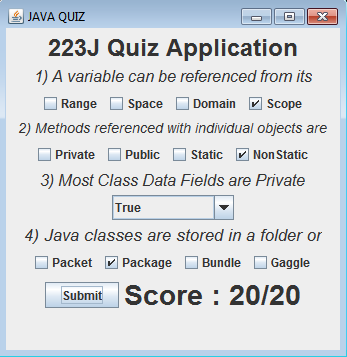 JAVA QUIZ
223J Quiz Application
1) A variable can be referenced from its
Range Space Domain Scope
2) Methods referenced with individual objects are
Private Public Static NonStatic
3) Most Class Data Fields are Private
True
4) Java classes are stored in a folder or
Packet Package Bundle Gaggle
Submit Score : 20/20